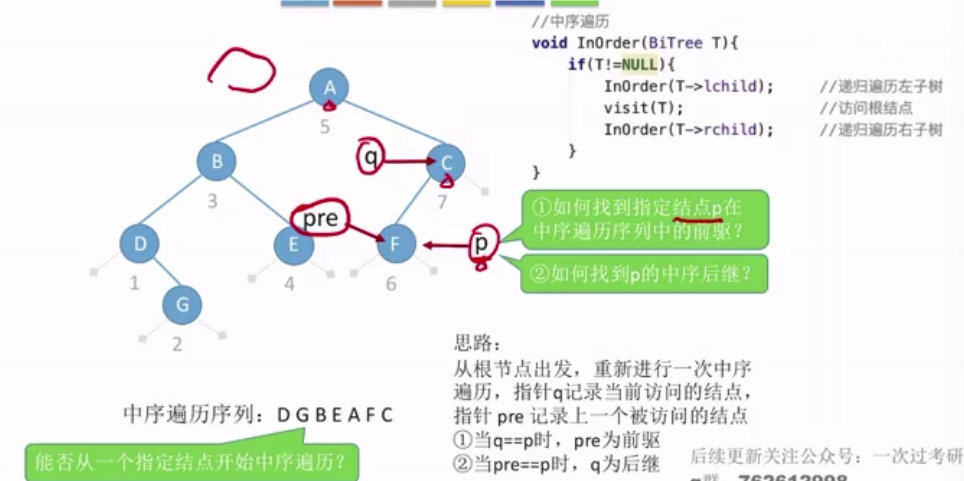 //中序遍历
void InOrder(BiTree T){
if(T!=NULL){
InOrder(T->lchild); //递归遍历左子树
visit(T); //访问根结点
InOrder(T->rchild); //递归遍历右子树
}
}
A
5
B
3
q
C
7
D
1
pre
E
4
F
6
p
G
2
①如何找到指定结点p在
中序遍历序列中的前驱？
②如何找到p的中序后继？
思路：
从根节点出发，重新进行一次中序
遍历，指针q记录当前访问的结点，
指针 pre 记录上一个被访问的结点
①当q==p时，pre为前驱
②当pre==p时，q为后继
中序遍历序列：D G B E A F C
能否从一个指定结点开始中序遍历？
后续更新关注公众号：一次过考研